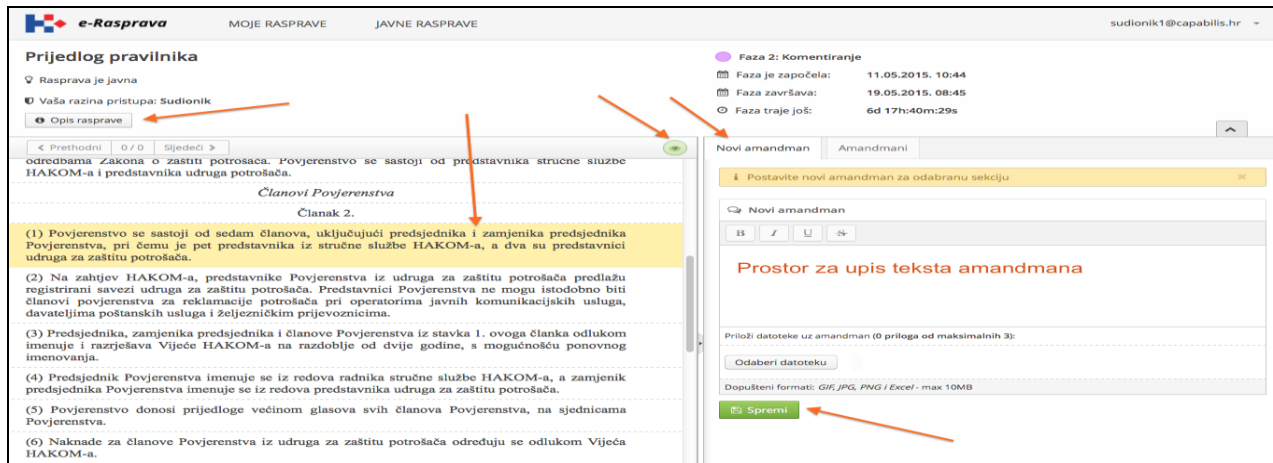 e-Rasprava
MOJE RASPRAVE
JAVNE RASPRAVE
sudionik1@capabilis.hr
Prijedlog pravilnika
Rasprava je javna
Vaša razina pristupa: Sudionik
Opis rasprave
Faza 2: Komentiranje
Faza je započela: 11.05.2015. 10:44
Faza završava: 19.05.2015. 08:45
Faza traje još: 6d 17h:40m:29s
< Prethodni 0 / 0 Sljedeći >
odredbama Zakona o zaštiti potrošača. Povjerenstvo se sastoji od predstavnika stručne službe
HAKOM-a i predstavnika udruga potrošača.
Članovi Povjerenstva
Članak 2.
(1) Povjerenstvo se sastoji od sedam članova, uključujući predsjednika i zamjenika predsjednika
Povjerenstva, pri čemu je pet predstavnika iz stručne službe HAKOM-a, a dva su predstavnici
udruga za zaštitu potrošača.
(2) Na zahtjev HAKOM-a, predstavnike Povjerenstva iz udruga za zaštitu potrošača predlažu
registrirani savezi udruga za zaštitu potrošača. Predstavnici Povjerenstva ne mogu istodobno biti
članovi povjerenstva za reklamacije potrošača pri operatorima javnih komunikacijskih usluga,
davateljima poštanskih usluga i željezničkim prijevoznicima.
(3) Predsjednika, zamjenika predsjednika i članove Povjerenstva iz stavka 1. ovoga članka odlukom
imenuje i razrješava Vijeće HAKOM-a na razdoblje od dvije godine, s mogućnošću ponovnog
imenovanja.
(4) Predsjednik Povjerenstva imenuje se iz redova radnika stručne službe HAKOM-a, a zamjenik
predsjednika Povjerenstva imenuje se iz redova predstavnika udruga za zaštitu potrošača.
(5) Povjerenstvo donosi prijedloge većinom glasova svih članova Povjerenstva, na sjednicama
Povjerenstva.
(6) Naknade za članove Povjerenstva iz udruga za zaštitu potrošača određuju se odlukom Vijeća
HAKOM-a.
Novi amandman
Amandmani
Postavite novi amandman za odabranu sekciju
Novi amandman
B I U S
Prostor za upis teksta amandmana
Priloži datoteke uz amandman (0 priloga od maksimalnih 3):
Odaberi datoteku
Dopušteni formati: GIF, JPG, PNG i Excel - max 10MB
Spremi